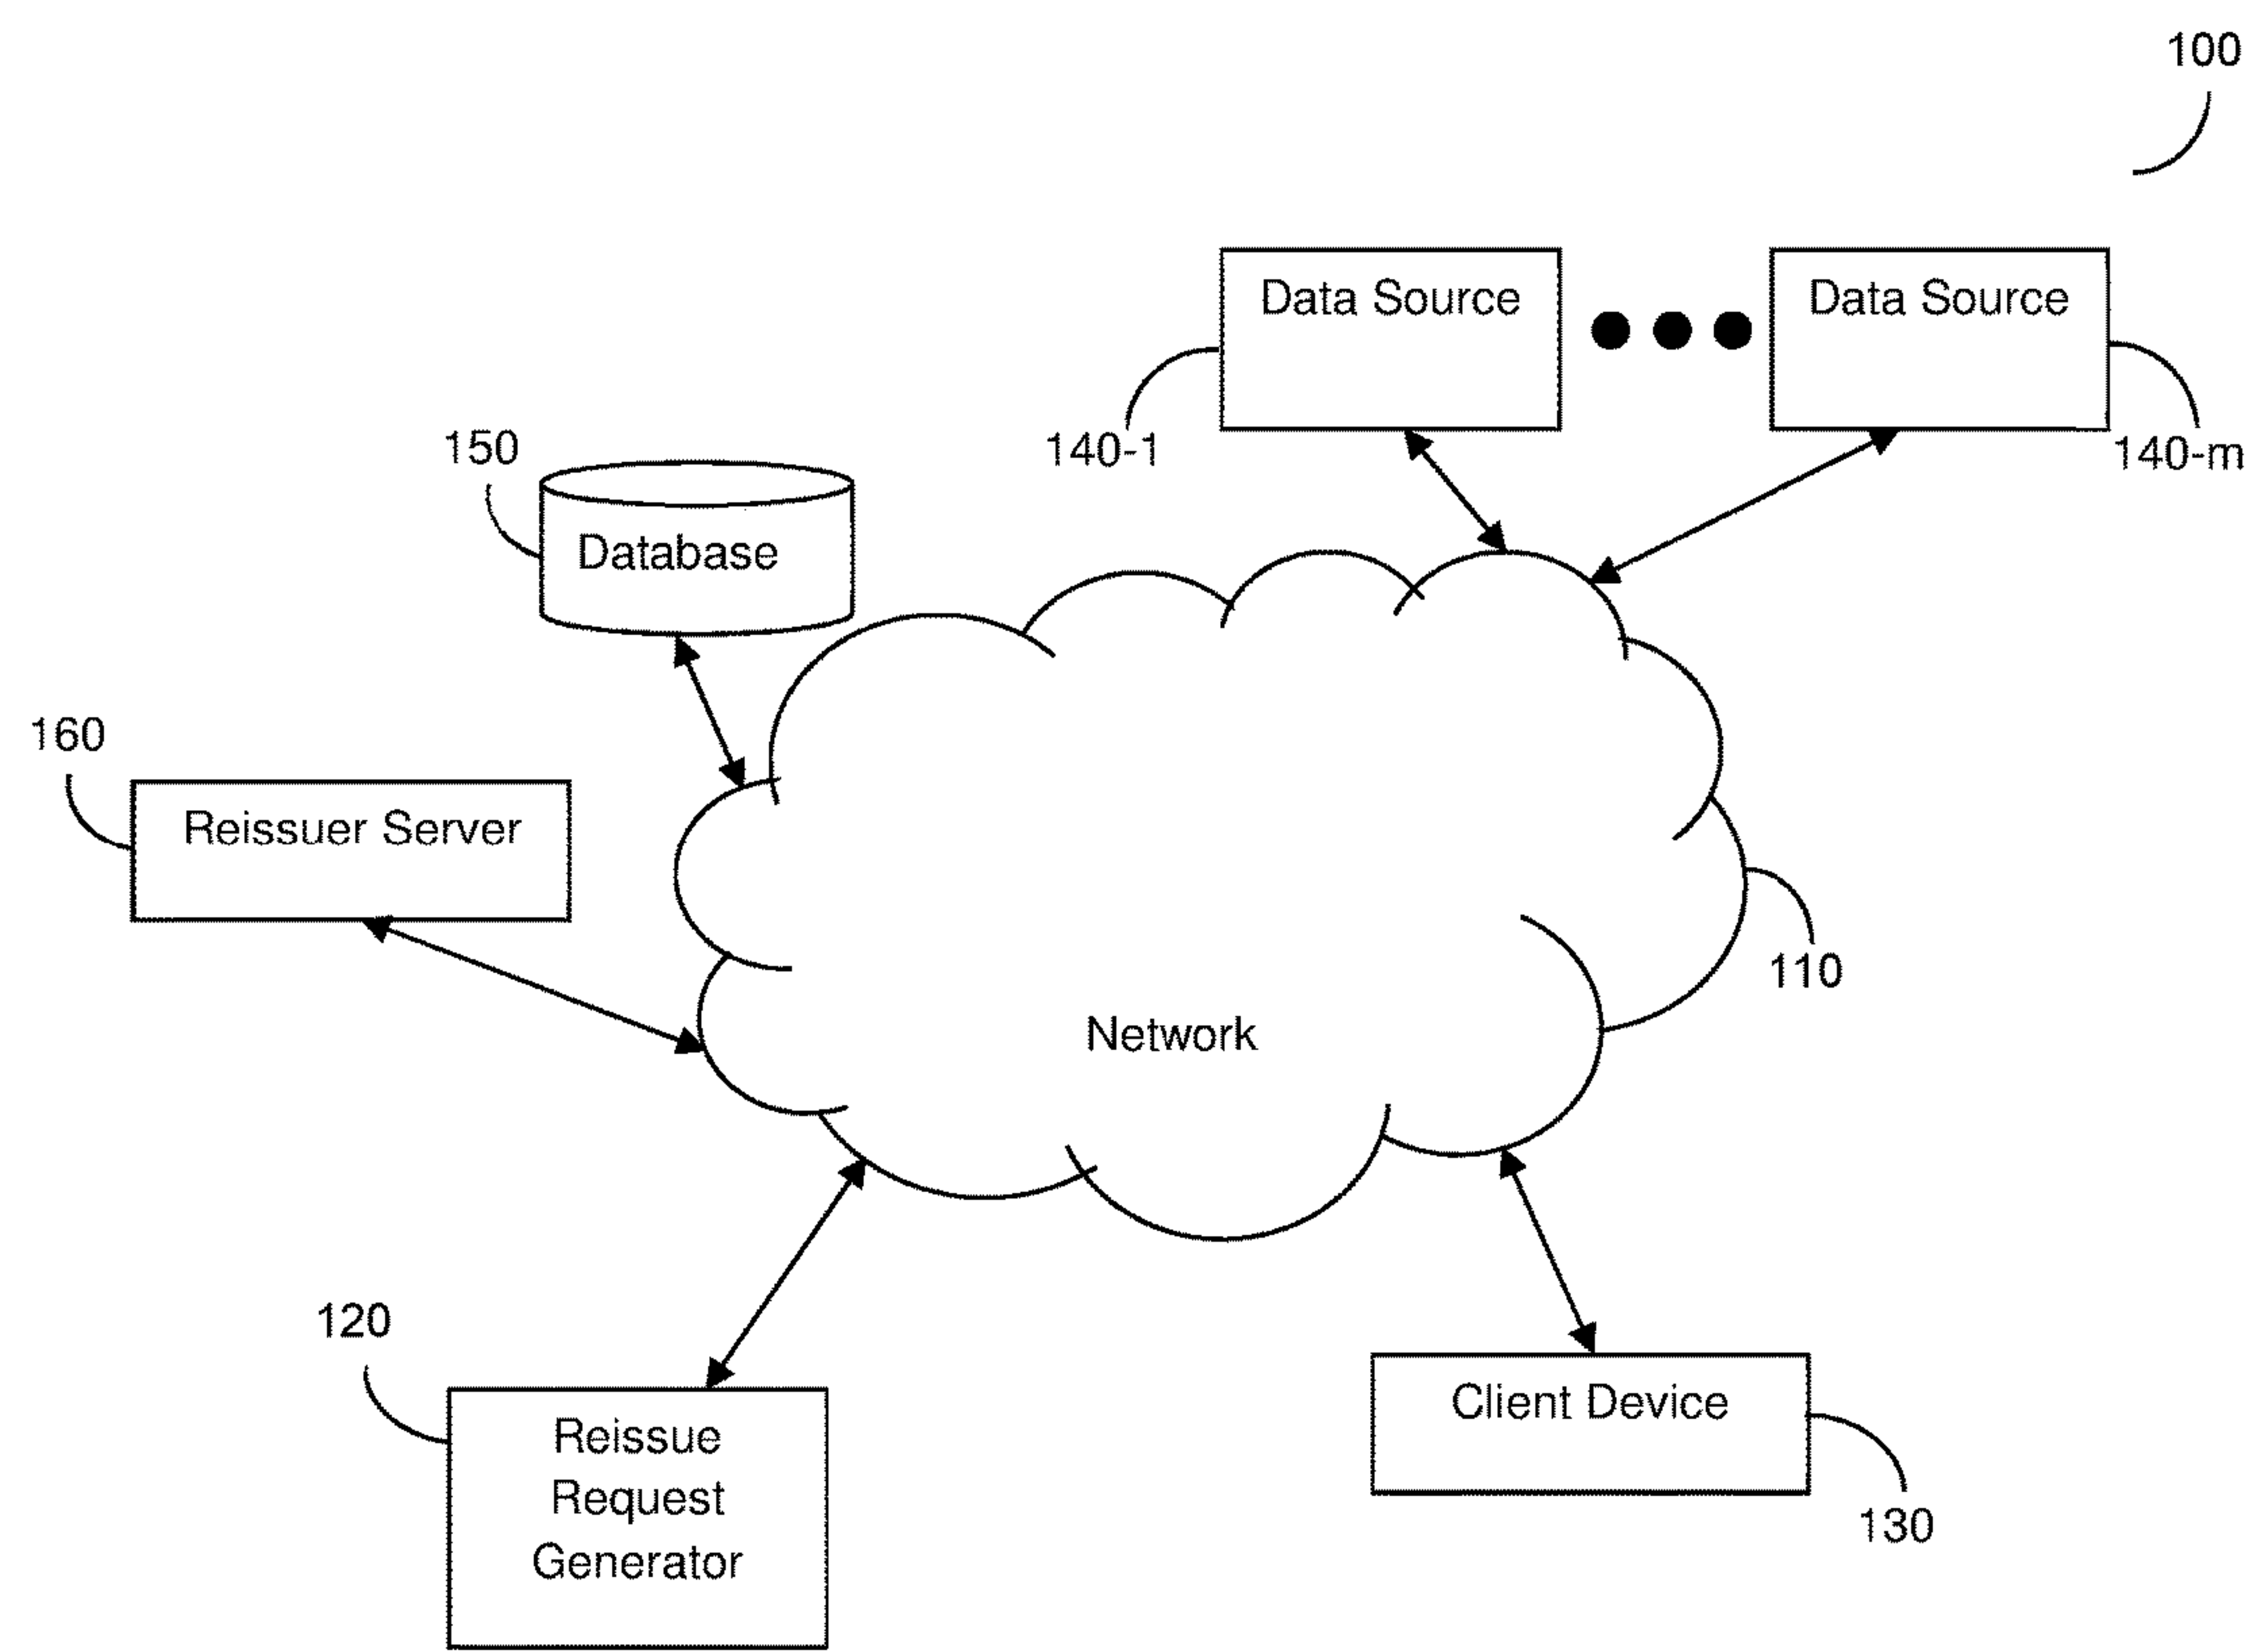 100
Data Source
Data Source
140-1
140-m
150
Database
160
Reissuer Server
110
Network
120
Reissue
Request
Generator
Client Device
130